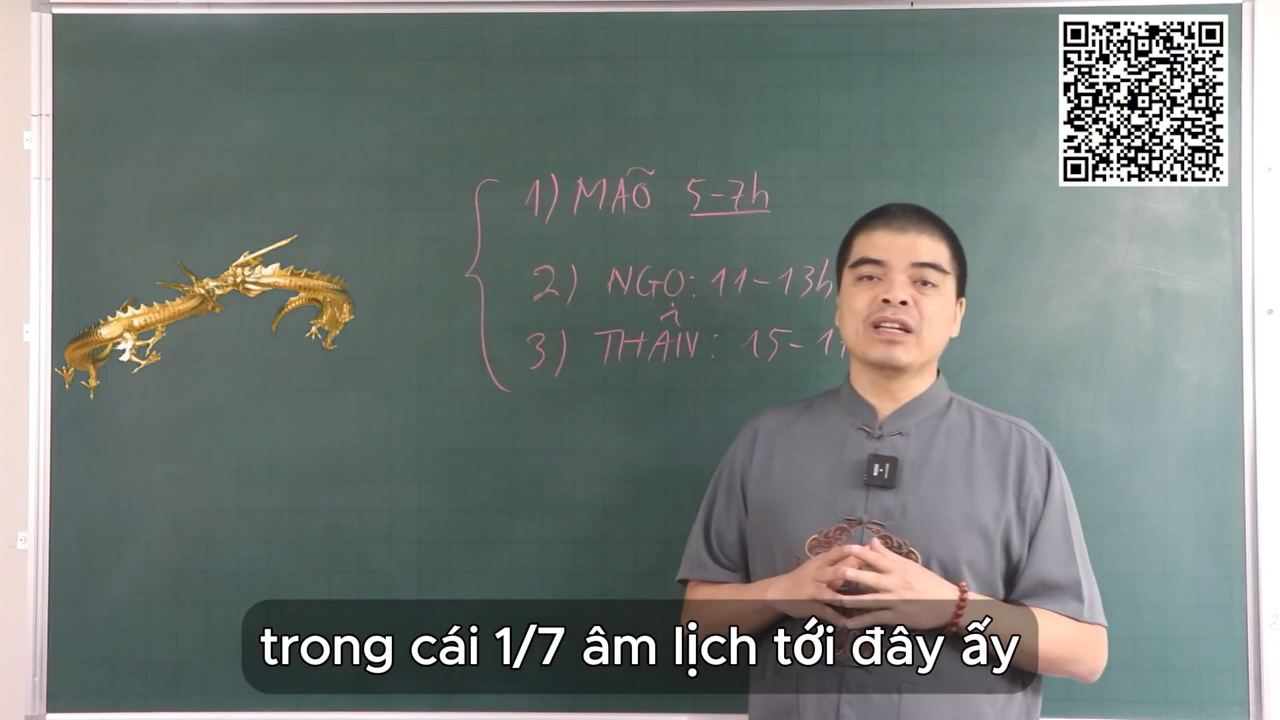 1) MÃO 5-7h
2) NGỌ: 11-13h
3) THÂN: 15-1
trong cái 1/7 âm lịch tới đây ấy